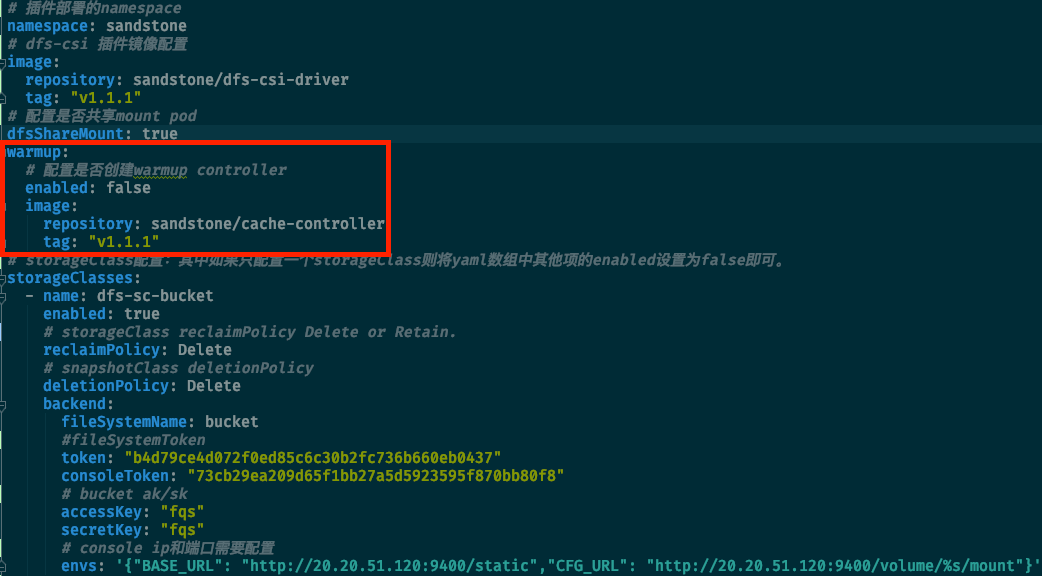 # 插件部署的namespace
namespace: sandstone
# dfs-csi 插件镜像配置
image:
  repository: sandstone/dfs-csi-driver
  tag: "v1.1.1"
# 配置是否共享mount pod
dfsShareMount: true
warmup:
  # 配置是否创建warmup controller
  enabled: false
  image:
    repository: sandstone/cache-controller
    tag: "v1.1.1"
# storageClass配置：其中如果只配置一个storageClass则将yaml数组中其他项的enabled设置为false即可。
storageClasses:
  - name: dfs-sc-bucket
    enabled: true
    # storageClass reclaimPolicy Delete or Retain.
    reclaimPolicy: Delete
    # snapshotClass deletionPolicy
    deletionPolicy: Delete
    backend:
      fileSystemName: bucket
      #fileSystemToken
      token: "b4d79ce4d072f0ed85c6c30b2fc736b660eb0437"
      consoleToken: "73cb29ea209d65f1bb27a5d5923595f870bb80f8"
      # bucket ak/sk
      accessKey: "fqs"
      secretKey: "fqs"
      # console ip和端口需要配置
      envs: '{"BASE_URL": "http://20.20.51.120:9400/static","CFG_URL": "http://20.20.51.120:9400/volume/%s/mount"}'